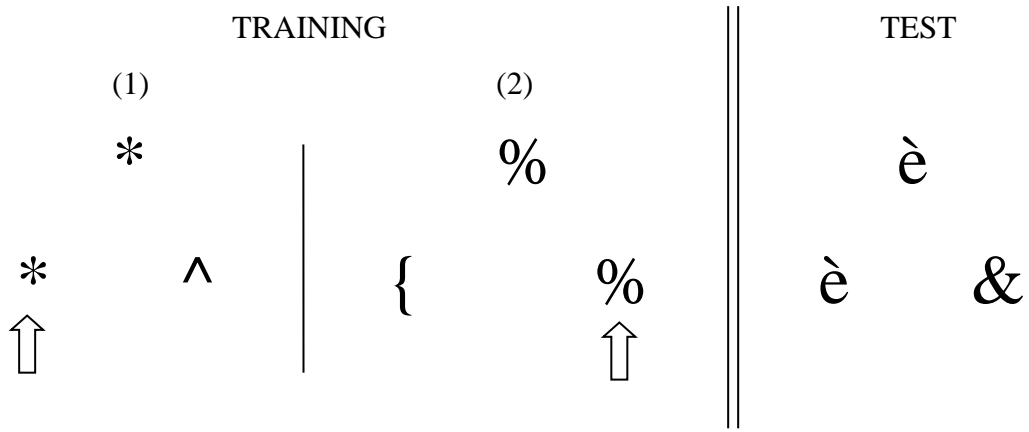 TRAINING TEST
(1) (2)
* % è
* ^ { % è &